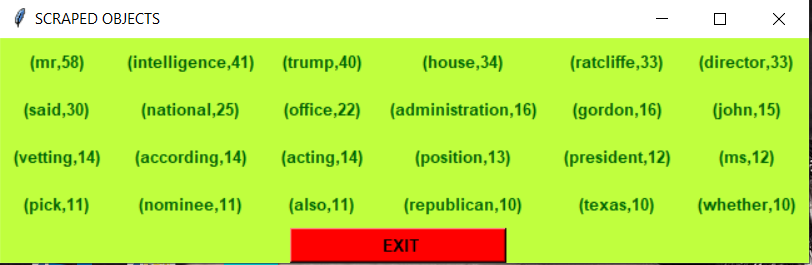 SCRAPED OBJECTS
(mr,58) (intelligence,41) (trump,40) (house,34) (ratcliffe,33) (director,33)
(said,30) (national,25) (office,22) (administration,16) (gordon,16) (john,15)
(vetting,14) (according,14) (acting,14) (position,13) (president,12) (ms,12)
(pick,11) (nominee,11) (also,11) (republican,10) (texas,10) (whether,10)
EXIT